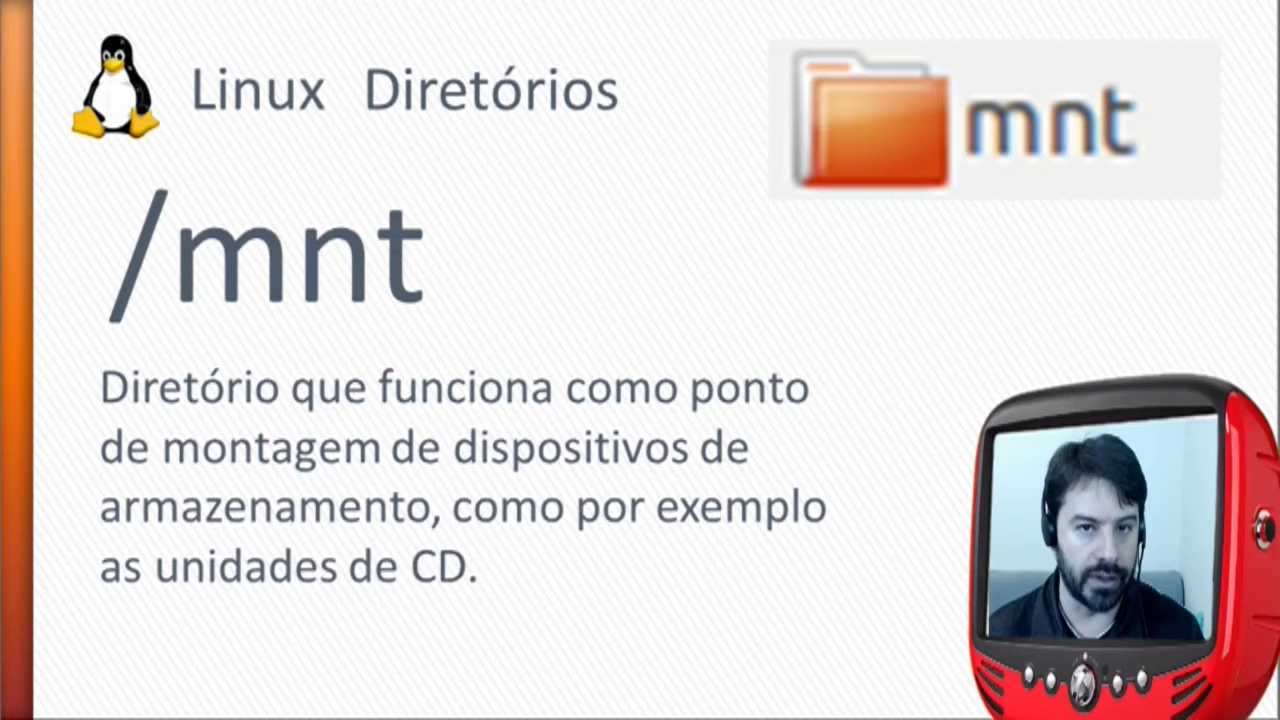 Linux Diretórios
mnt
/mnt
Diretório que funciona como ponto
de montagem de dispositivos de
armazenamento, como por exemplo
as unidades de CD.